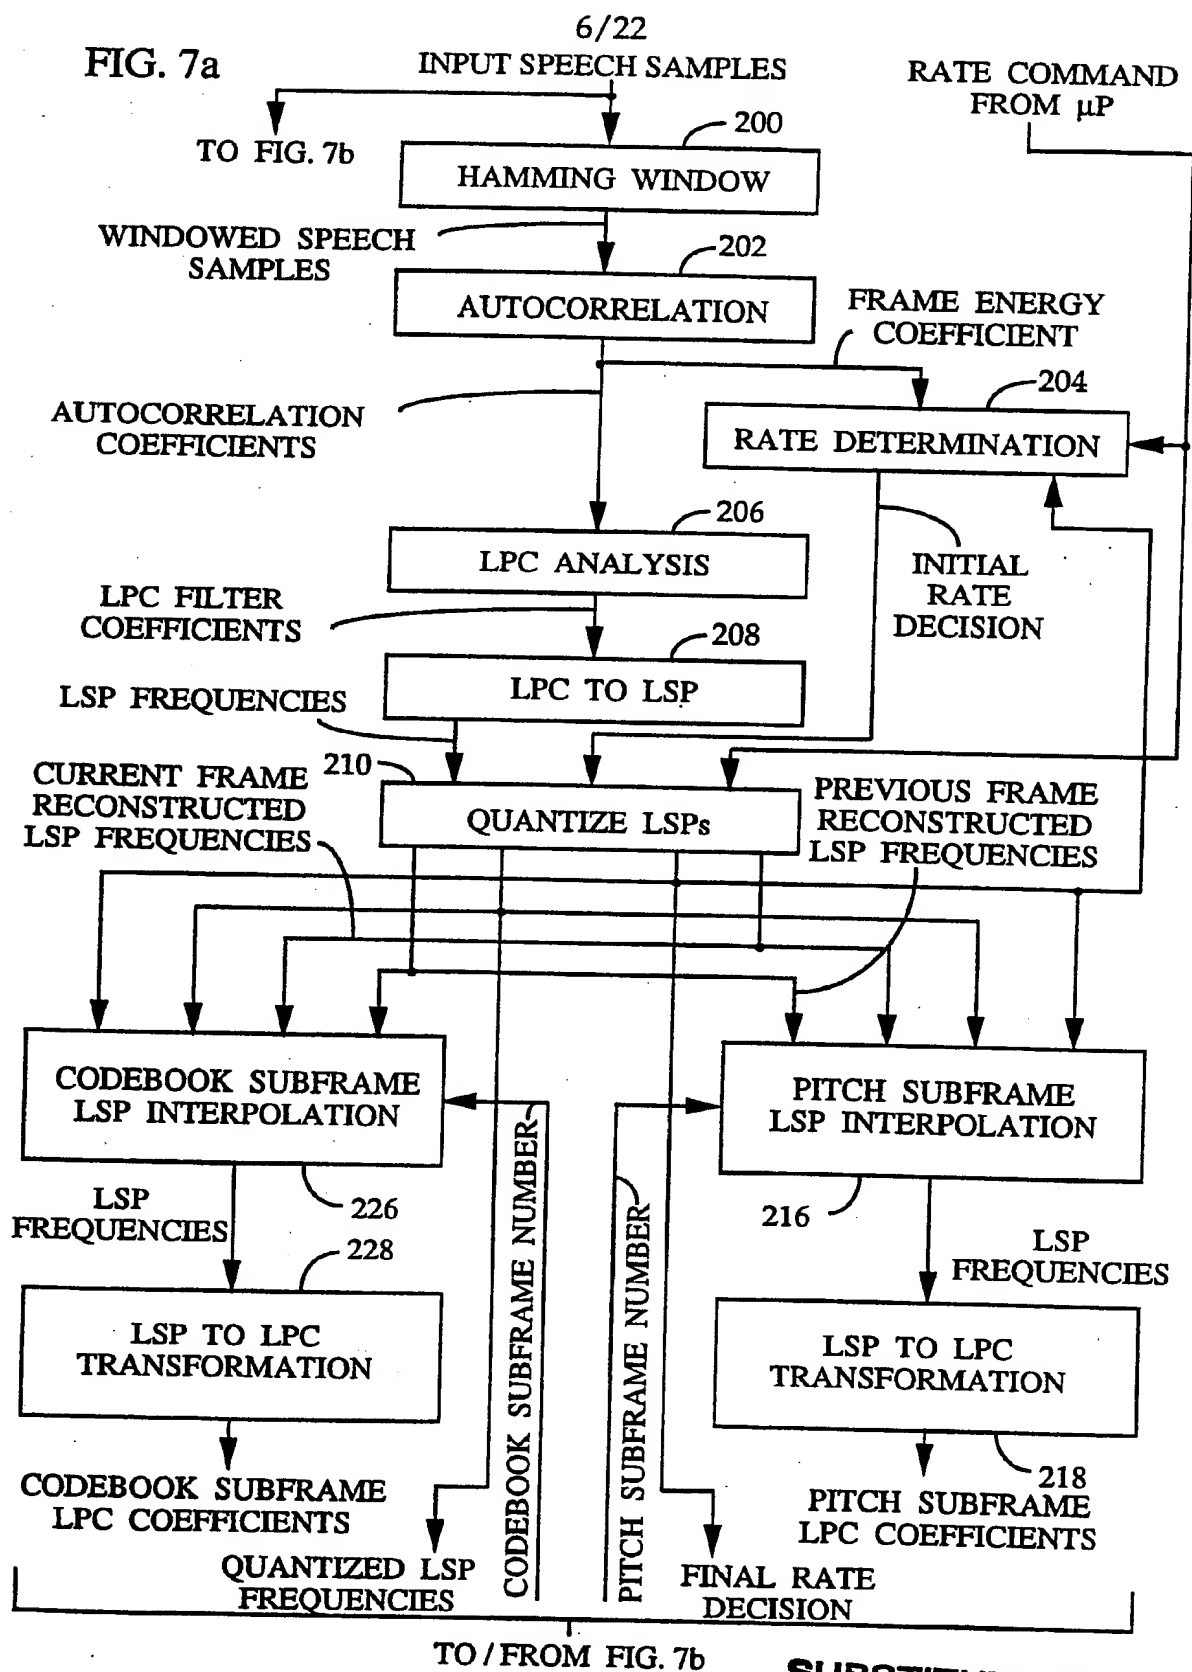 6/22
FIG. 7a
INPUT SPEECH SAMPLES
RATE COMMAND
FROM µP
TO FIG. 7b
200
HAMMING WINDOW
WINDOWED SPEECH
SAMPLES
202
AUTOCORRELATION
FRAME ENERGY
COEFFICIENT
204
AUTOCORRELATION
COEFFICIENTS
RATE DETERMINATION
206
LPC ANALYSIS
INITIAL
RATE
DECISION
LPC FILTER
COEFFICIENTS
208
LPC TO LSP
LSP FREQUENCIES
CURRENT FRAME
RECONSTRUCTED
LSP FREQUENCIES
210
QUANTIZE LSPs
PREVIOUS FRAME
RECONSTRUCTED
LSP FREQUENCIES
CODEBOOK SUBFRAME
LSP INTERPOLATION
PITCH SUBFRAME
LSP INTERPOLATION
226
216
LSP
FREQUENCIES
228
LSP
FREQUENCIES
CODEBOOK SUBFRAME NUMBER
PITCH SUBFRAME NUMBER
LSP TO LPC
TRANSFORMATION
LSP TO LPC
TRANSFORMATION
218
CODEBOOK SUBFRAME
LPC COEFFICIENTS
PITCH SUBFRAME
LPC COEFFICIENTS
QUANTIZED LSP
FREQUENCIES
FINAL RATE
DECISION
TO / FROM FIG. 7b